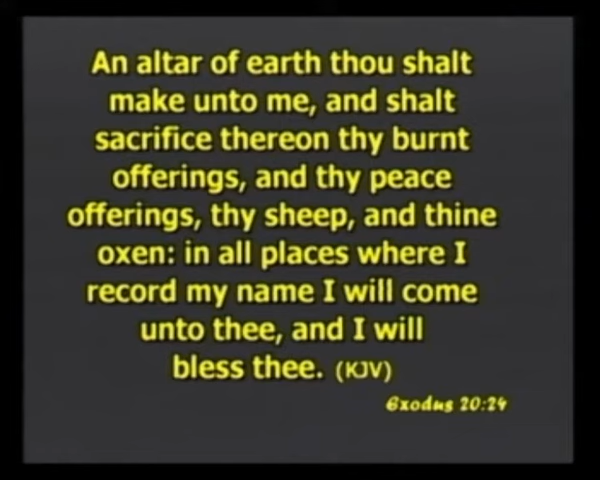 An altar of earth thou shalt
make unto me, and shalt
sacrifice thereon thy burnt
offerings, and thy peace
offerings, thy sheep, and thine
oxen: in all places where I
record my name I will come
unto thee, and I will
bless thee. (KJV)
Exodus 20:24